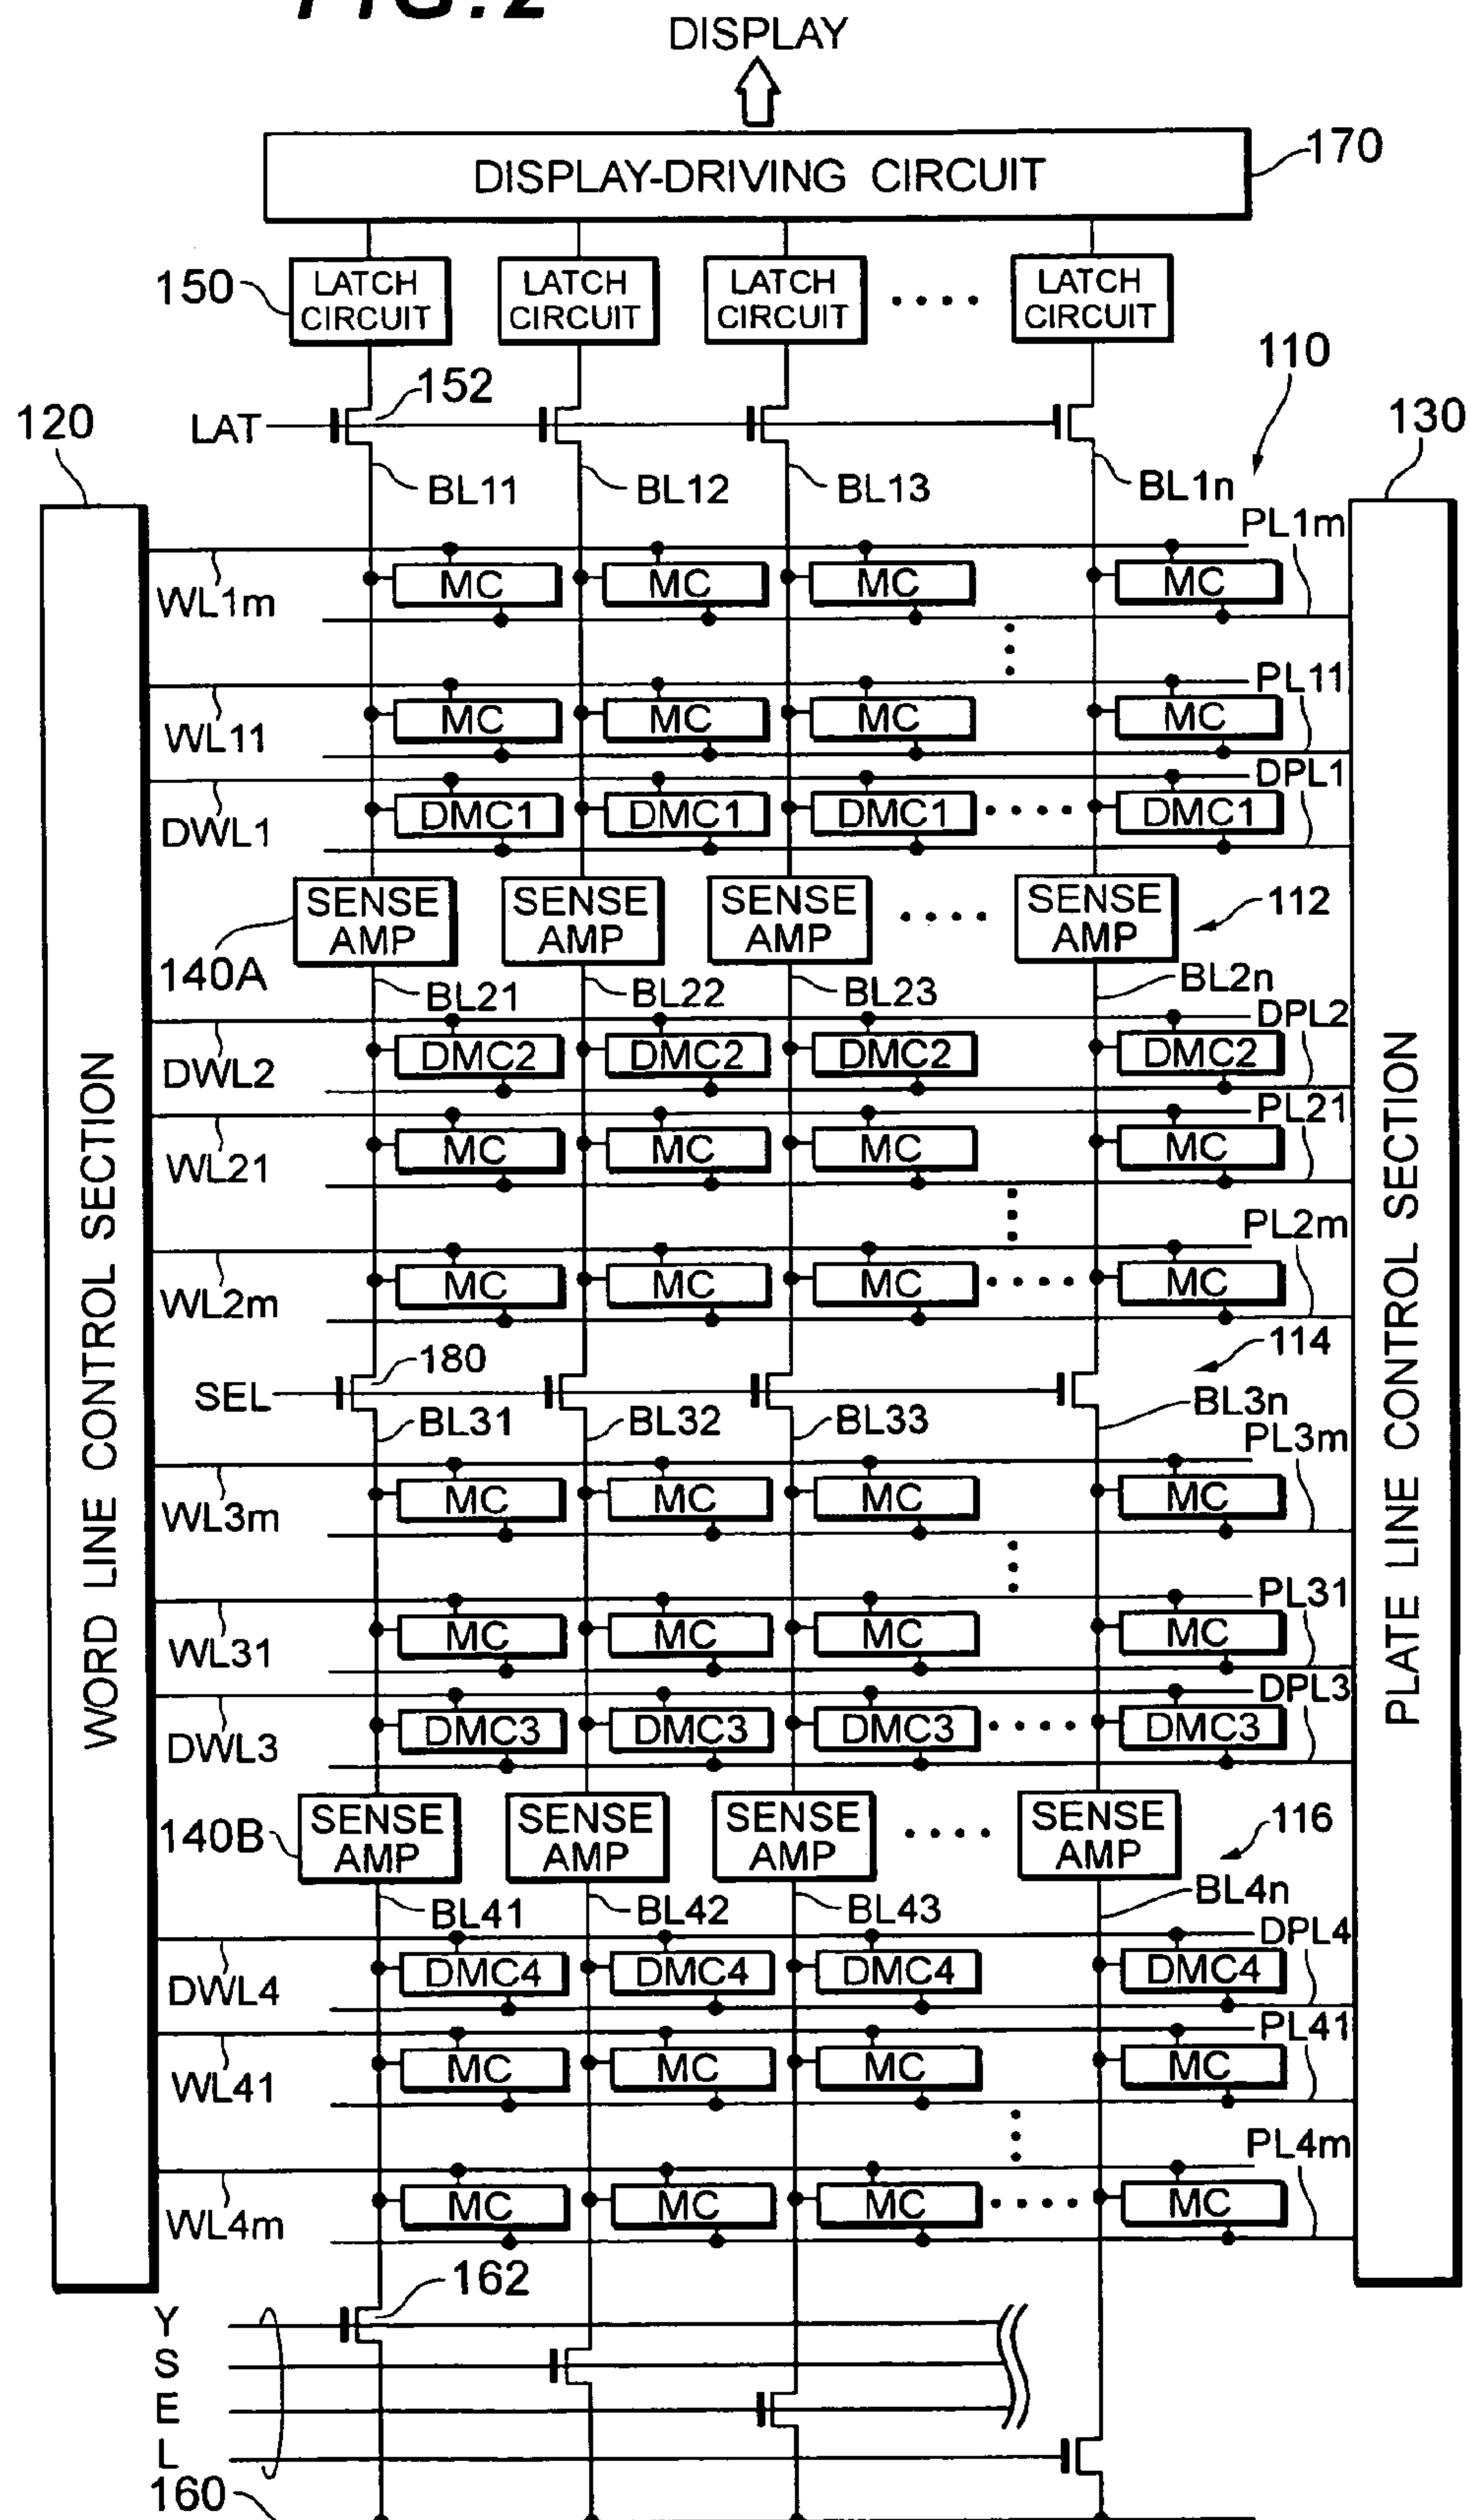 FIG. 2
DISPLAY
DISPLAY-DRIVING CIRCUIT
170
150
LATCH CIRCUIT
LATCH CIRCUIT
LATCH CIRCUIT
LATCH CIRCUIT
110
152
120
LAT
130
BL11
BL12
BL13
BL1n
PL1m
MC
MC
MC
MC
WL1m
PL11
MC
MC
MC
MC
WL11
DPL1
DMC1
DMC1
DMC1
DMC1
DWL1
SENSE AMP
SENSE AMP
SENSE AMP
SENSE AMP
112
140A
BL21
BL22
BL23
BL2n
DPL2
DMC2
DMC2
DMC2
DMC2
DWL2
PL21
MC
MC
MC
MC
WL21
PL2m
MC
MC
MC
MC
WL2m
WORD LINE CONTROL SECTION
PLATE LINE CONTROL SECTION
114
180
SEL
BL31
BL32
BL33
BL3n
PL3m
MC
MC
MC
MC
WL3m
PL31
MC
MC
MC
MC
WL31
DPL3
DMC3
DMC3
DMC3
DMC3
DWL3
SENSE AMP
SENSE AMP
SENSE AMP
SENSE AMP
116
140B
BL41
BL42
BL43
BL4n
DPL4
DMC4
DMC4
DMC4
DMC4
DWL4
PL41
MC
MC
MC
MC
WL41
PL4m
MC
MC
MC
MC
WL4m
162
Y
S
E
L
160